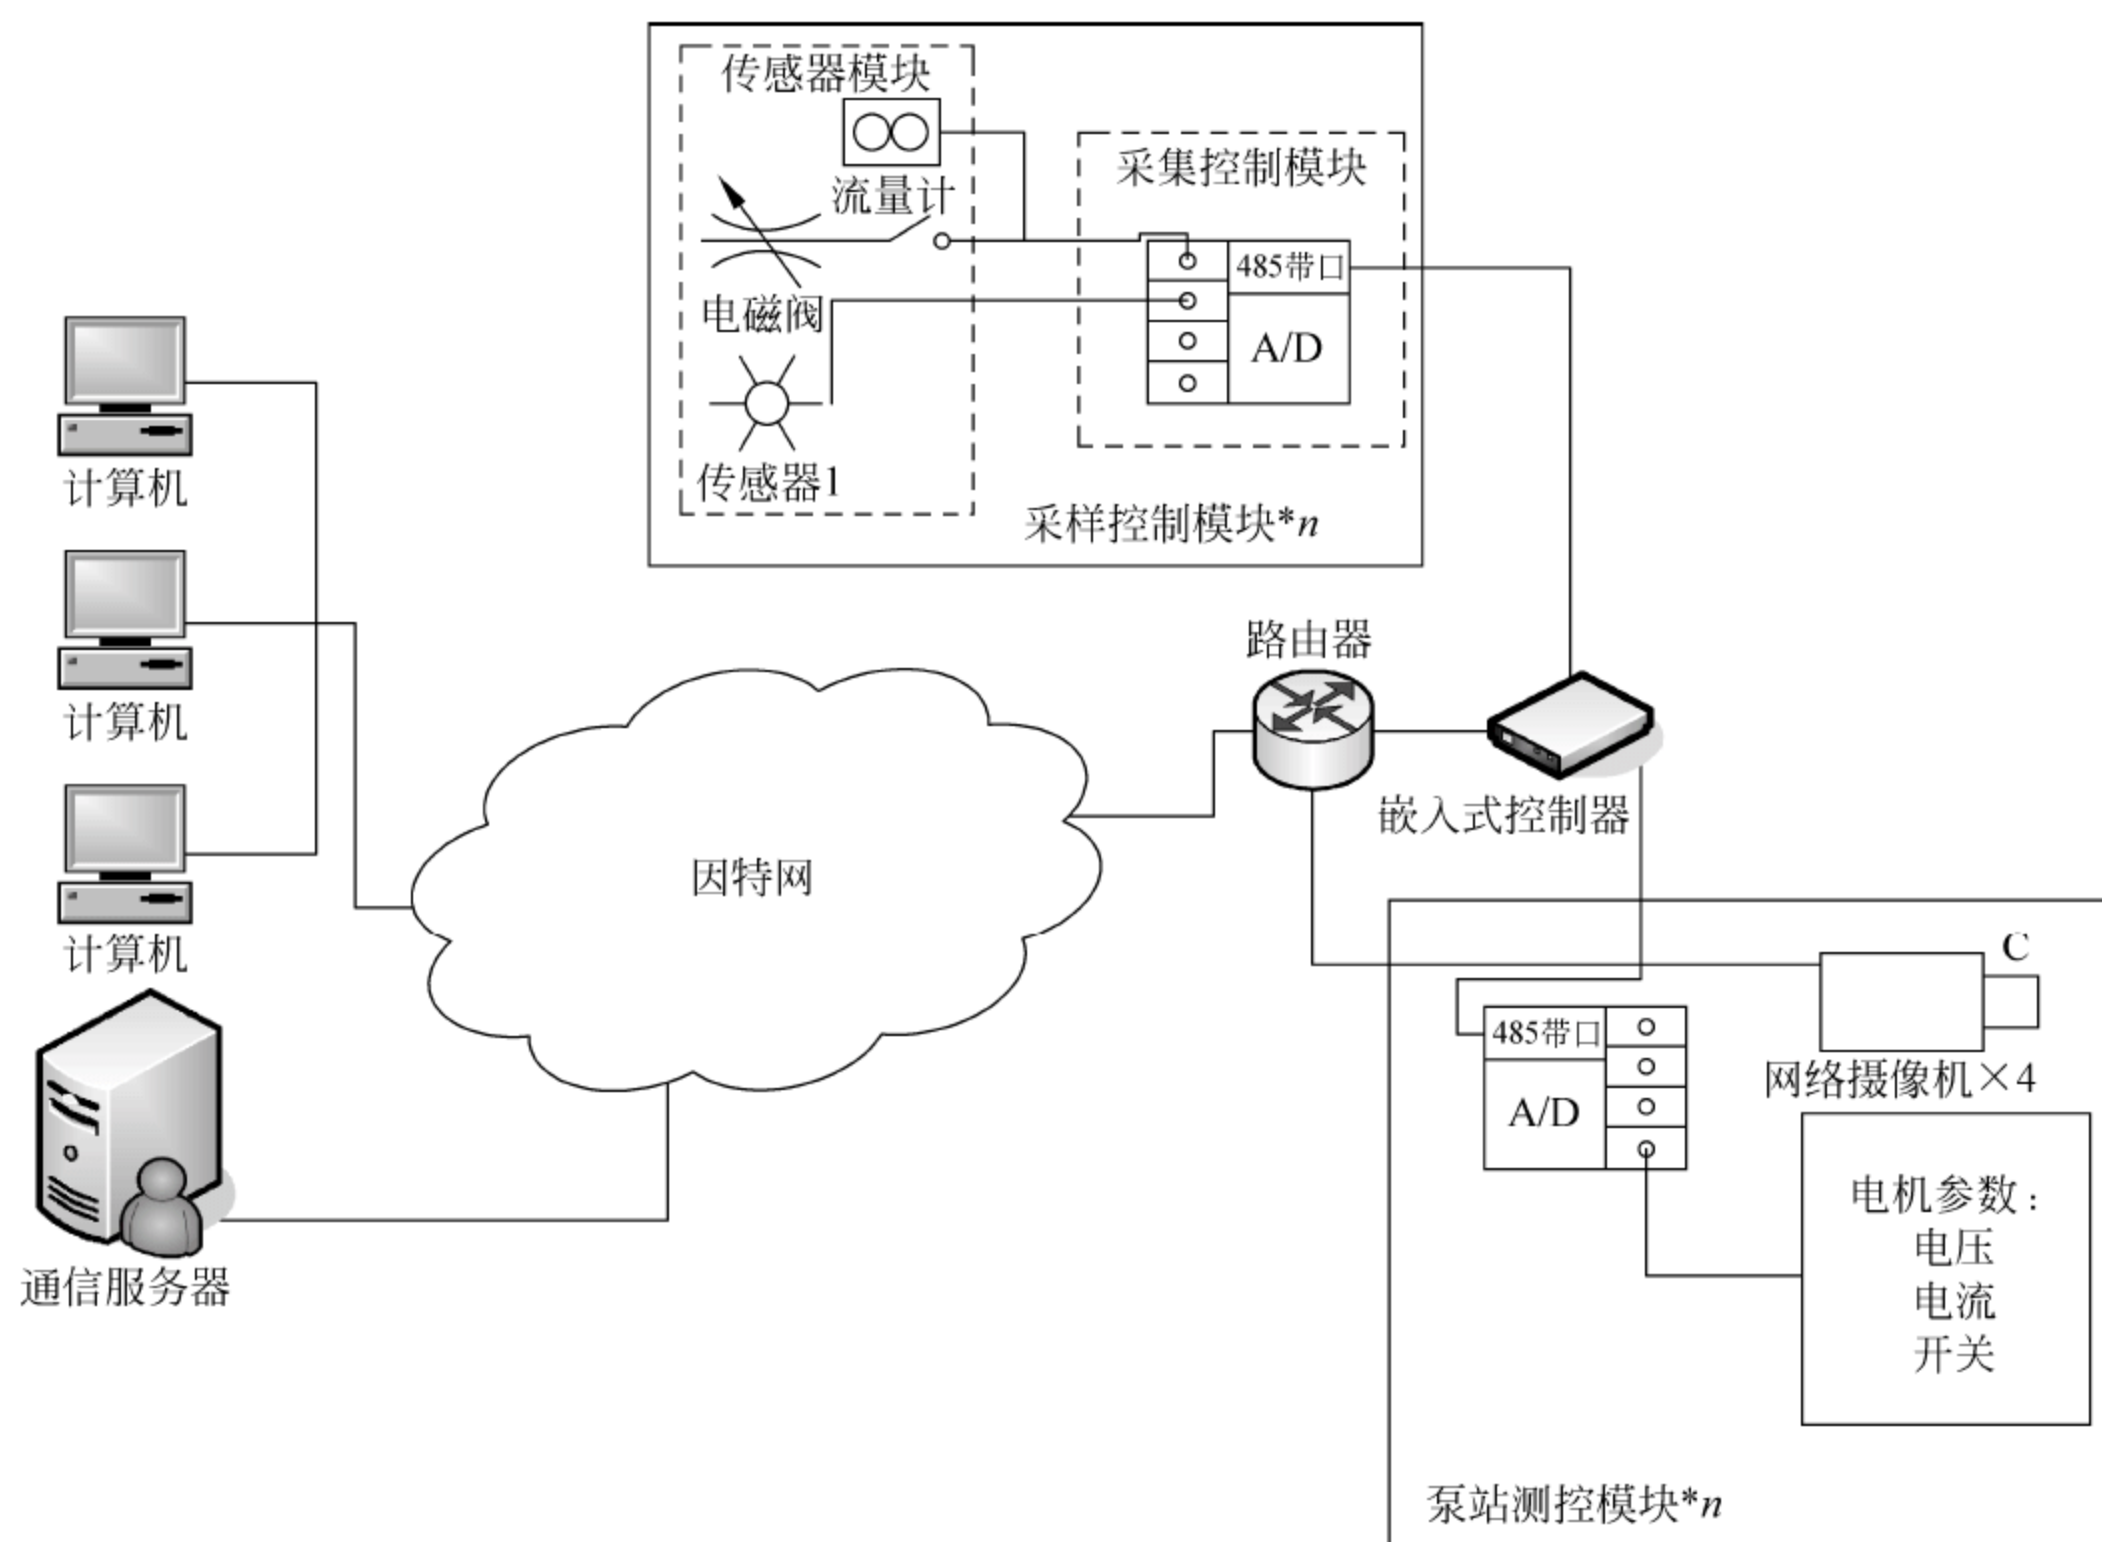 传感器模块
流量计
电磁阀
传感器1
采集控制模块
485带口
A/D
采样控制模块*n
计算机
计算机
计算机
通信服务器
因特网
路由器
嵌入式控制器
C
网络摄像机×4
485带口
A/D
电机参数：
电压
电流
开关
泵站测控模块*n